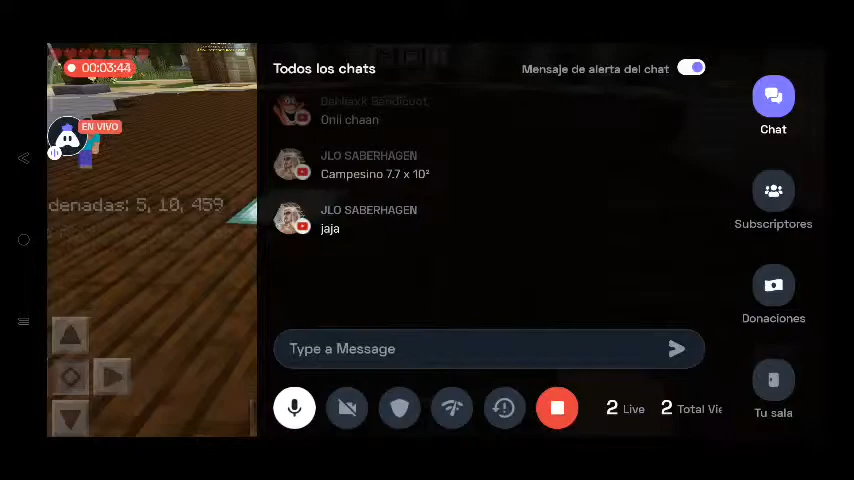 00:03:44
EN VIVO
denadas: 5, 10, 459
Todos los chats
Mensaje de alerta del chat
Onii chaan
JLO SABERHAGEN
Campesino 7.7 x 10²
JLO SABERHAGEN
jaja
Type a Message
2 Live
2 Total Vie
Chat
Subscriptores
Donaciones
Tu sala